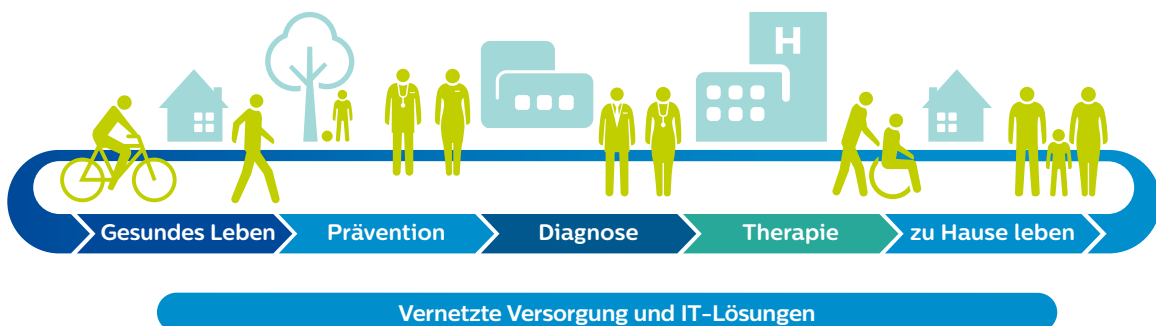 H
Gesundes Leben Prävention Diagnose Therapie zu Hause leben
Vernetzte Versorgung und IT-Lösungen